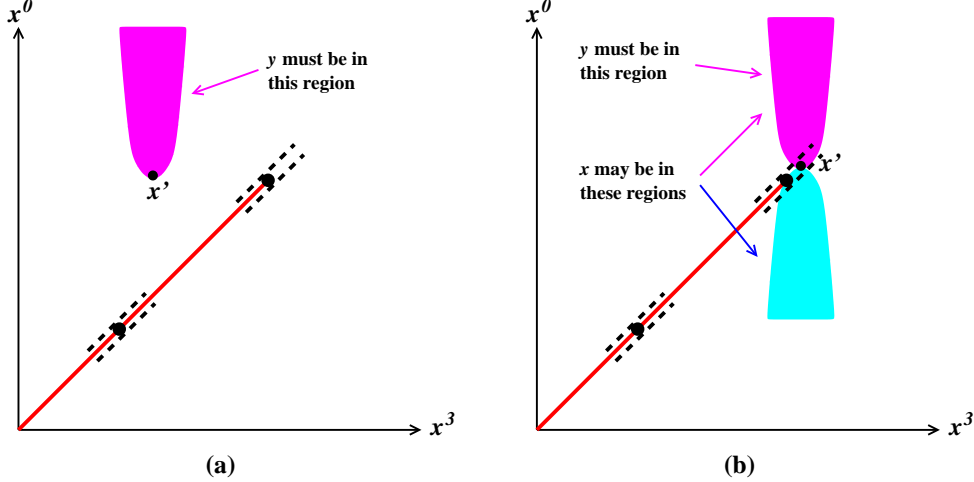 x⁰
y must be in
this region
x'
x³
(a)
x⁰
y must be in
this region
x may be in
these regions
x'
x³
(b)